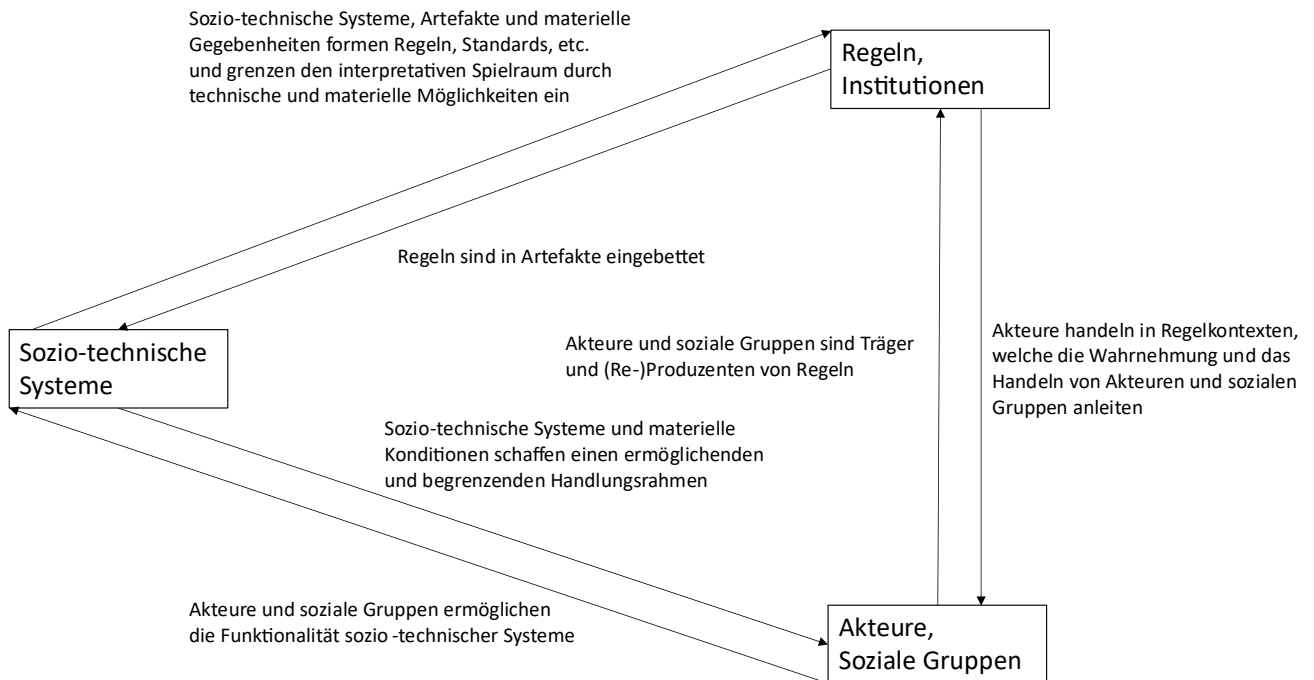 Sozio-technische Systeme, Artefakte und materielle
Gegebenheiten formen Regeln, Standards, etc.
und grenzen den interpretativen Spielraum durch
technische und materielle Möglichkeiten ein
Regeln,
Institutionen
Regeln sind in Artefakte eingebettet
Sozio-technische
Systeme
Akteure und soziale Gruppen sind Träger
und (Re-)Produzenten von Regeln
Akteure handeln in Regelkontexten,
welche die Wahrnehmung und das
Handeln von Akteuren und sozialen
Gruppen anleiten
Sozio-technische Systeme und materielle
Konditionen schaffen einen ermöglichenden
und begrenzenden Handlungsrahmen
Akteure und soziale Gruppen ermöglichen
die Funktionalität sozio -technischer Systeme
Akteure,
Soziale Gruppen